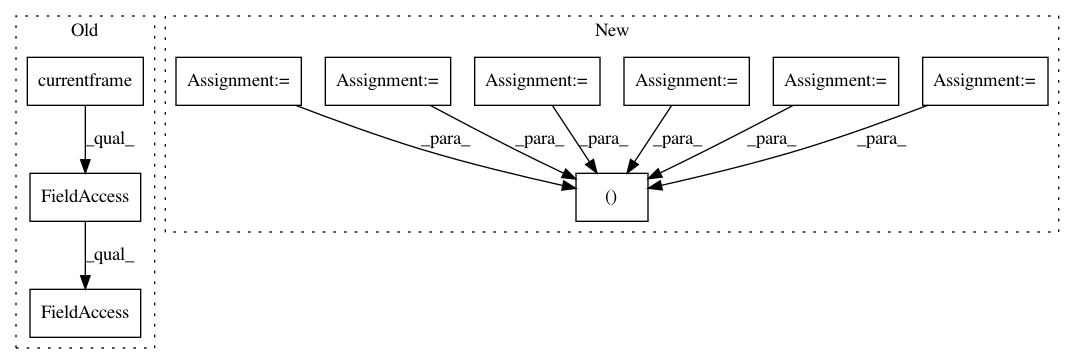 Old
New
currentframe
Assignment:=
Assignment:=
Assignment:=
Assignment:=
Assignment:=
Assignment:=
_qual_
_para_
_para_
_para_
_para_
_para_
_para_
FieldAccess
()
_qual_
FieldAccess